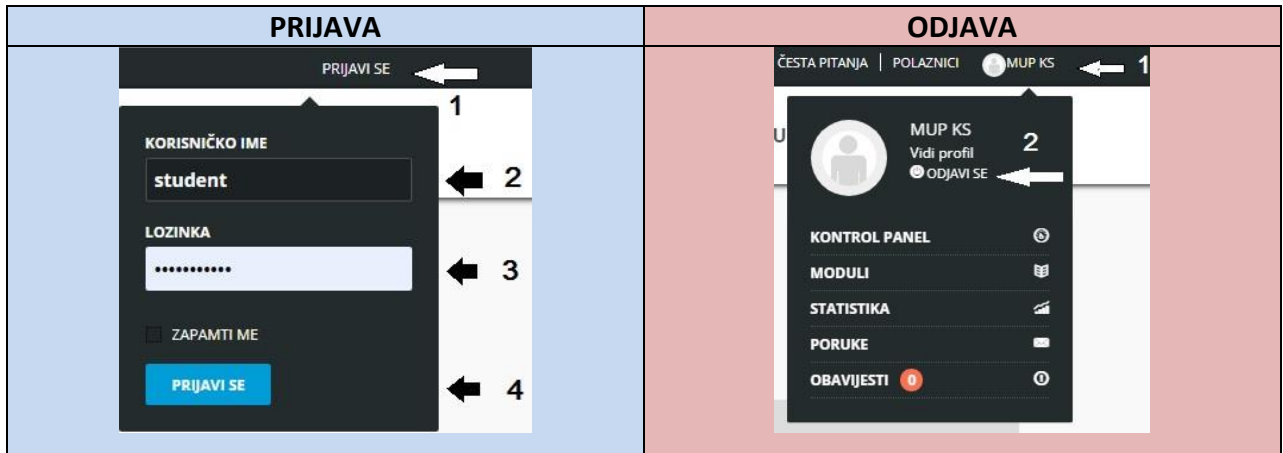 PRIJAVA
PRIJAVI SE
1
KORISNIČKO IME
student
2
LOZINKA
•••••••••••
3
ZAPAMTI ME
PRIJAVI SE
4
ODJAVA
ČESTA PITANJA | POLAZNICI MUP KS
1
U
MUP KS
Vidi profil
2
ODJAVI SE
KONTROL PANEL
MODULI
STATISTIKA
PORUKE
OBAVIJESTI 0